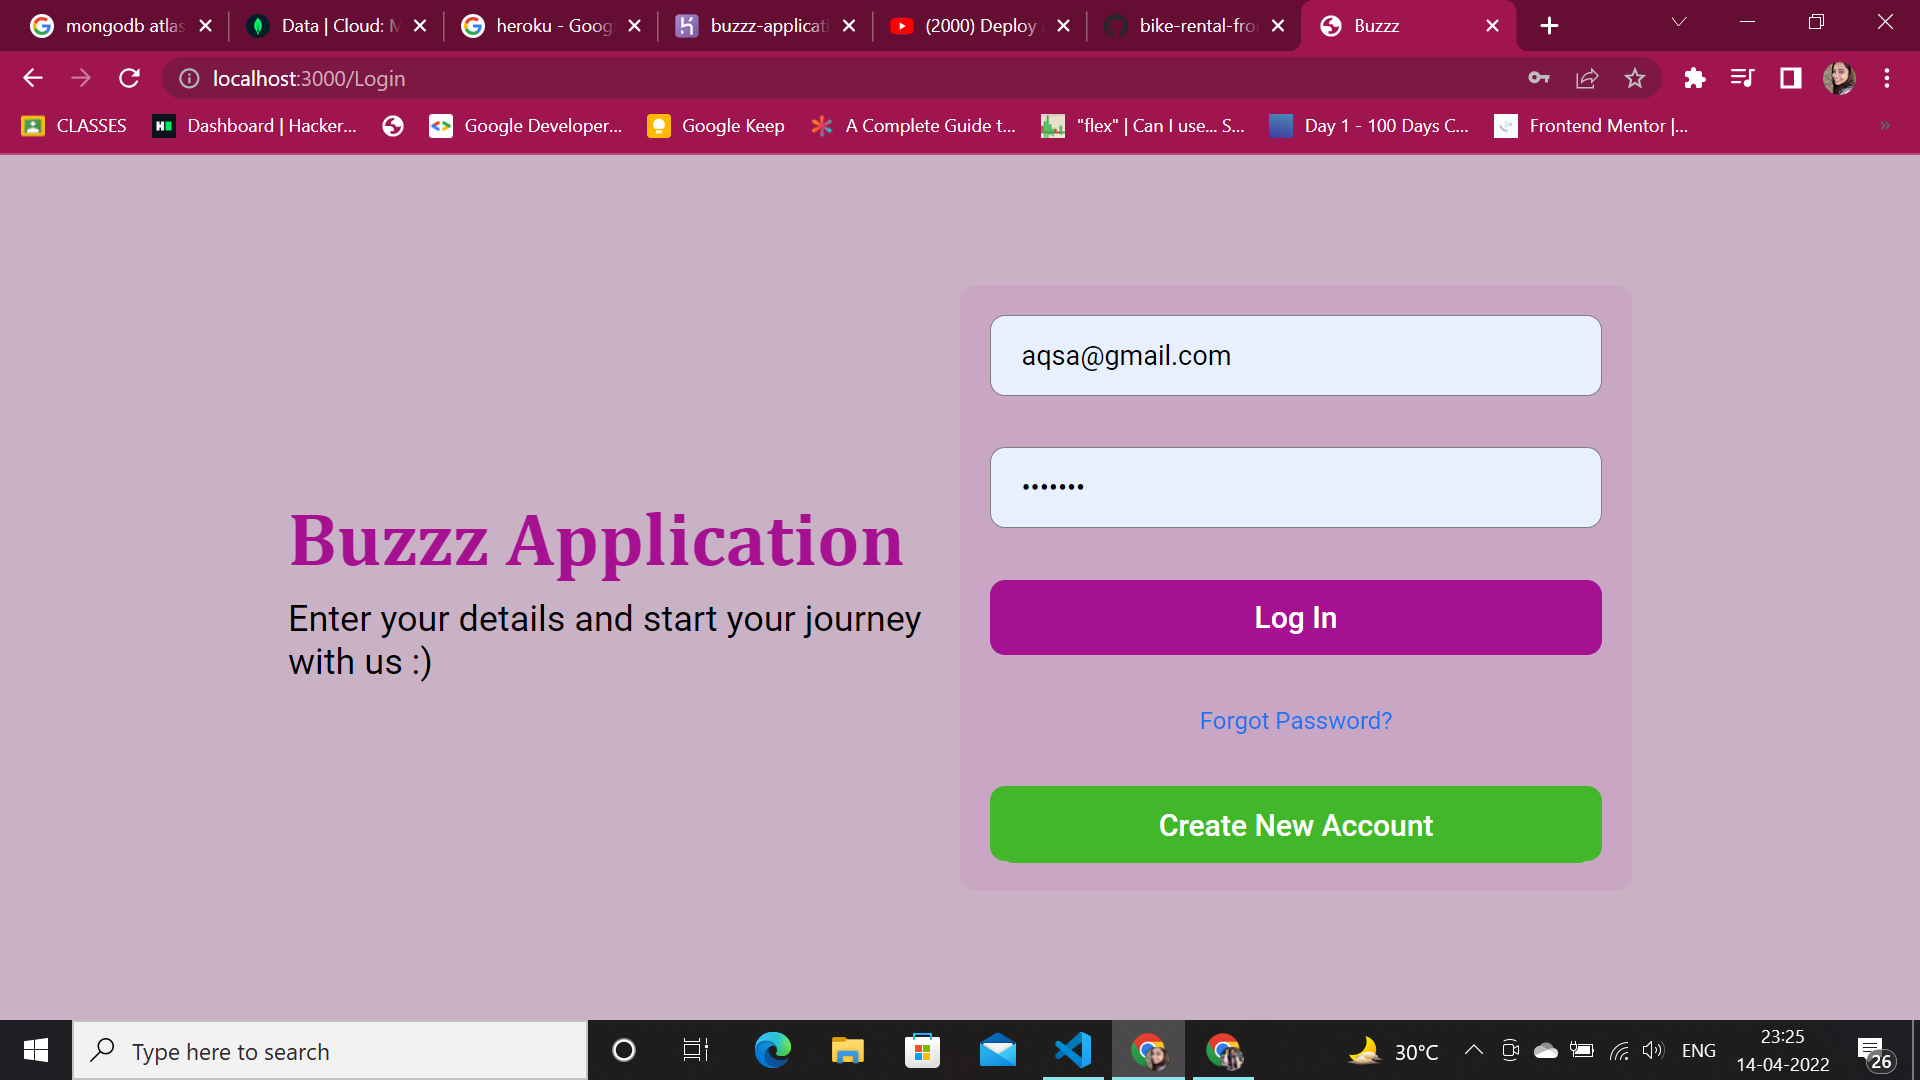 mongodb atlas
Data | Cloud: M
heroku - Goog
buzzz-applicati
(2000) Deploy
bike-rental-fro
Buzzz
localhost:3000/Login
CLASSES
Dashboard | Hacker...
Google Developer...
Google Keep
A Complete Guide t...
"flex" | Can I use... S...
Day 1 - 100 Days C...
Frontend Mentor |...
»
Buzzz Application
Enter your details and start your journey
with us :)
aqsa@gmail.com
•••••••
Log In
Forgot Password?
Create New Account
Type here to search
30°C
ENG
23:25
14-04-2022
26